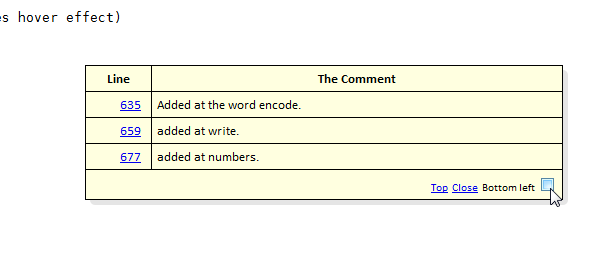 es hover effect)
Line The Comment
635 Added at the word encode.
659 added at write.
677 added at numbers.
Top Close Bottom left